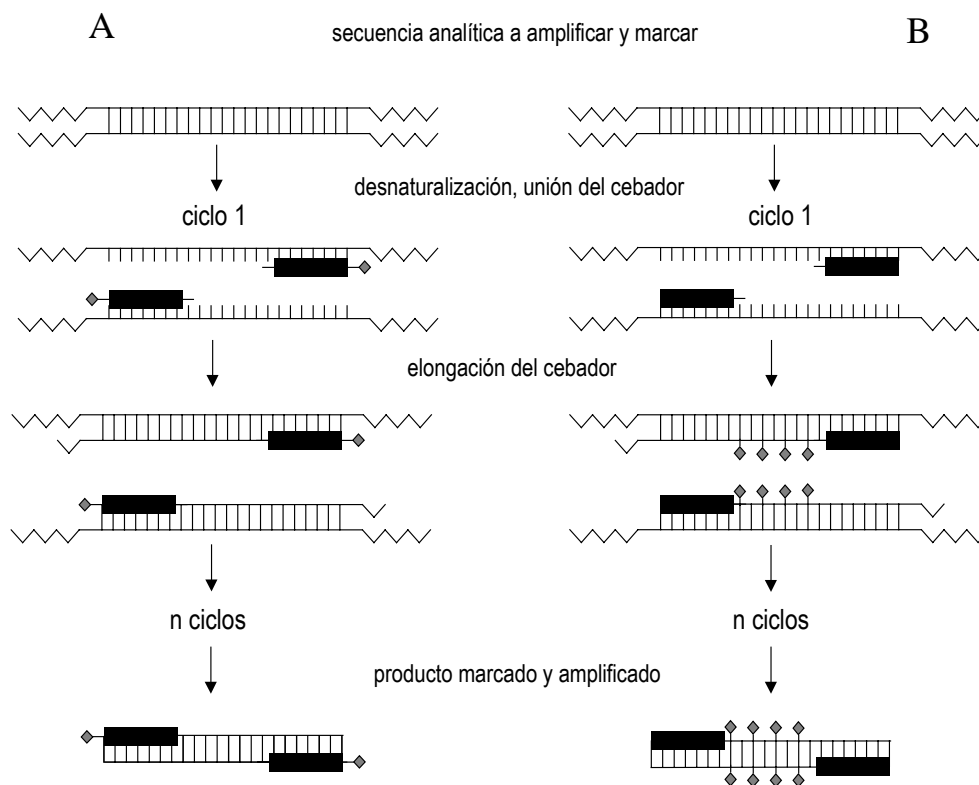 A
secuencia analítica a amplificar y marcar
B
desnaturalización, unión del cebador
ciclo 1
ciclo 1
elongación del cebador
n ciclos
n ciclos
producto marcado y amplificado